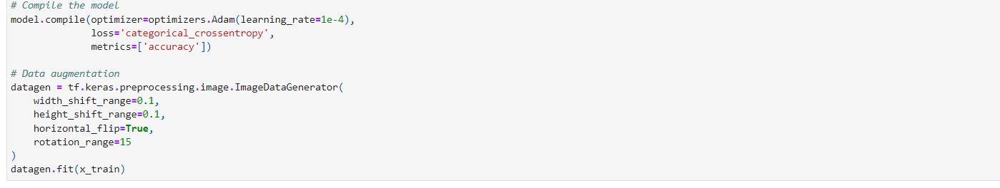 # Compile the model
model.compile(optimizer=optimizers.Adam(learning_rate=1e-4),
              loss='categorical_crossentropy',
              metrics=['accuracy'])

# Data augmentation
datagen = tf.keras.preprocessing.image.ImageDataGenerator(
    width_shift_range=0.1,
    height_shift_range=0.1,
    horizontal_flip=True,
    rotation_range=15
)
datagen.fit(x_train)